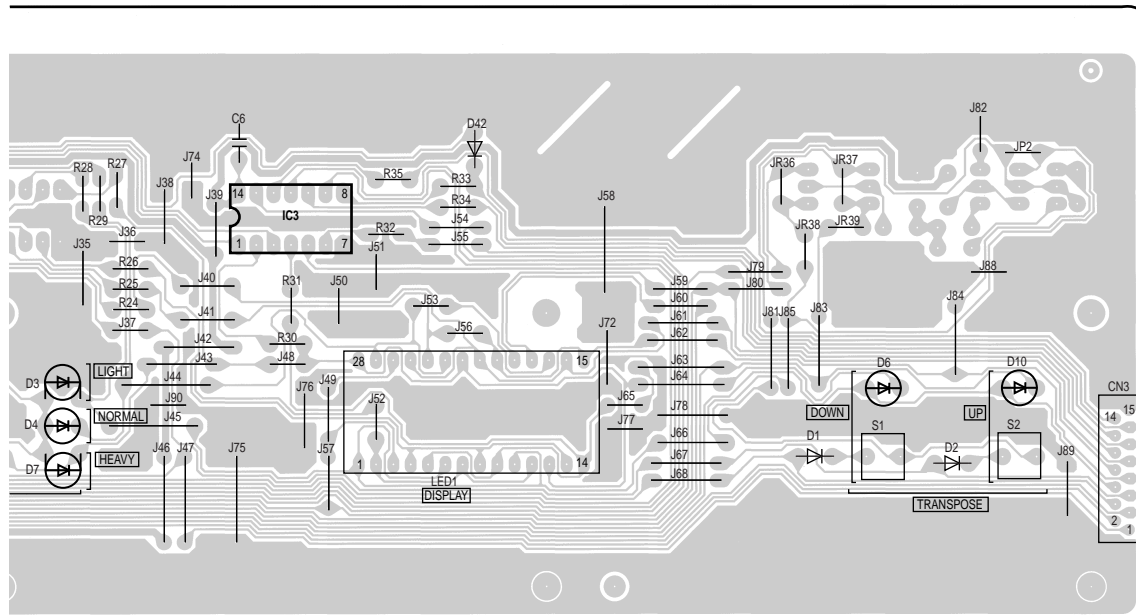 J82
C6
D42
JP2
R28
R27
J74
JR36
JR37
R35
R33
J38
J39
14
8
R34
J58
IC3
R29
J54
JR39
J36
1
7
R32
J55
JR38
J35
J51
R26
J79
J88
R25
J40
R31
J50
J59
J80
R24
J53
J60
J81
J85
J83
J84
J37
J41
J61
J56
J62
J72
J42
R30
28
15
J43
J48
J63
D6
D10
LIGHT
D3
J44
J49
J64
CN3
J76
J90
J52
J65
14
15
NORMAL
J45
J78
DOWN
UP
D4
J77
S1
S2
D1
J66
D2
J46
J47
J75
J57
J89
HEAVY
D7
1
14
J67
J68
LED1
DISPLAY
TRANSPOSE
2
1